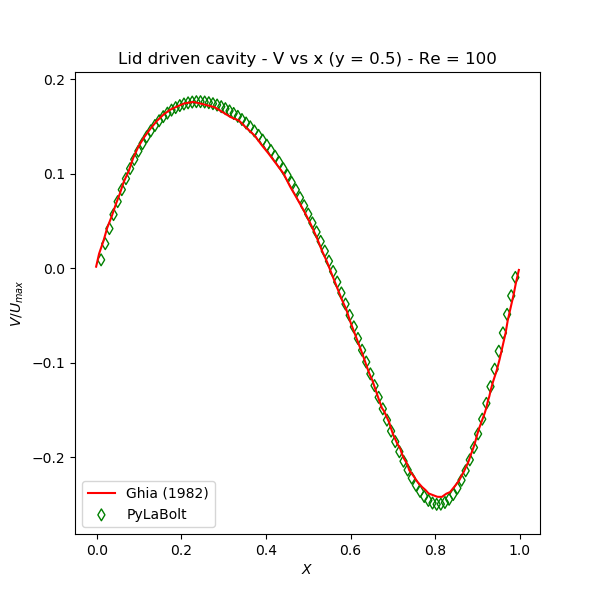 Lid driven cavity - V vs x (y = 0.5) - Re = 100
V/U_max
0.2
0.1
0.0
−0.1
−0.2
Ghia (1982)
PyLaBolt
0.0 0.2 0.4 0.6 0.8 1.0
X